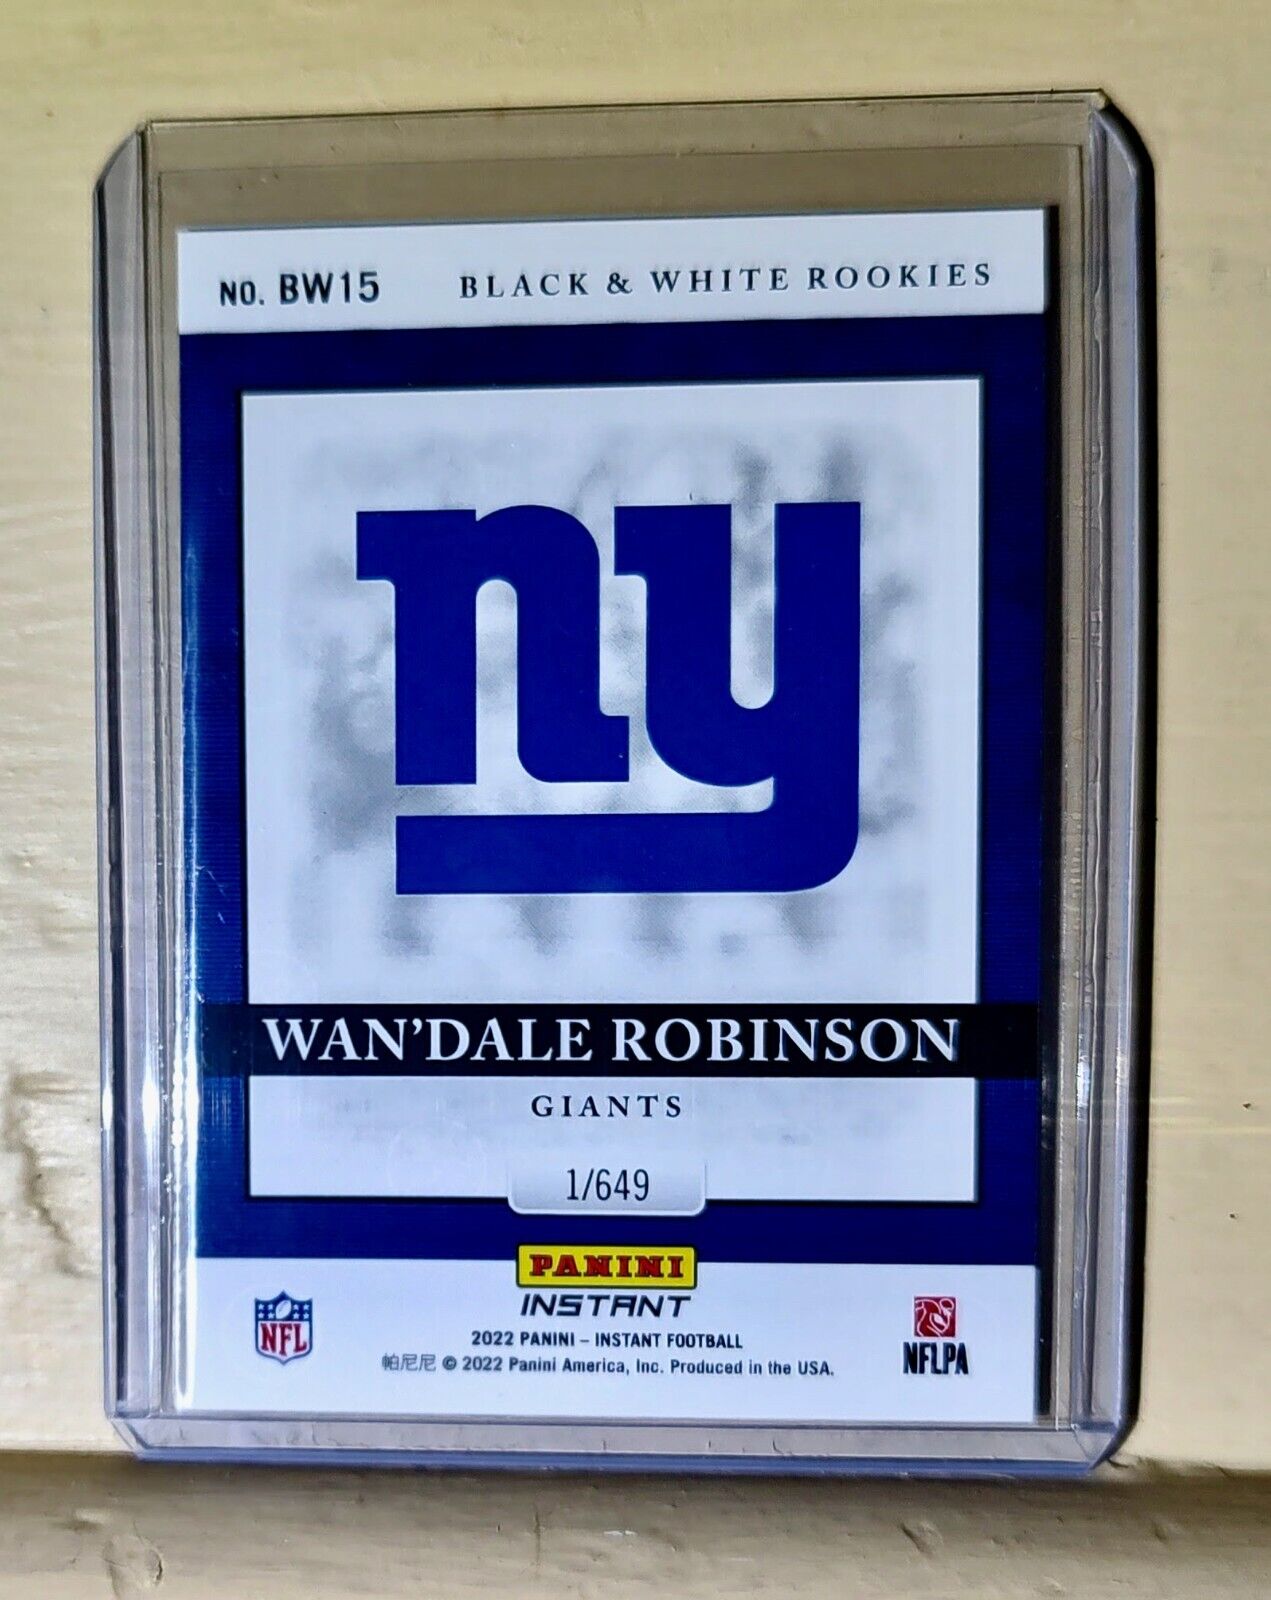 NO. BW15 BLACK & WHITE ROOKIES
ny
WAN'DALE ROBINSON
GIANTS
1/649
PANINI
INSTANT
NFL
2022 PANINI – INSTANT FOOTBALL
帕尼尼 © 2022 Panini America, Inc. Produced in the USA.
NFLPA